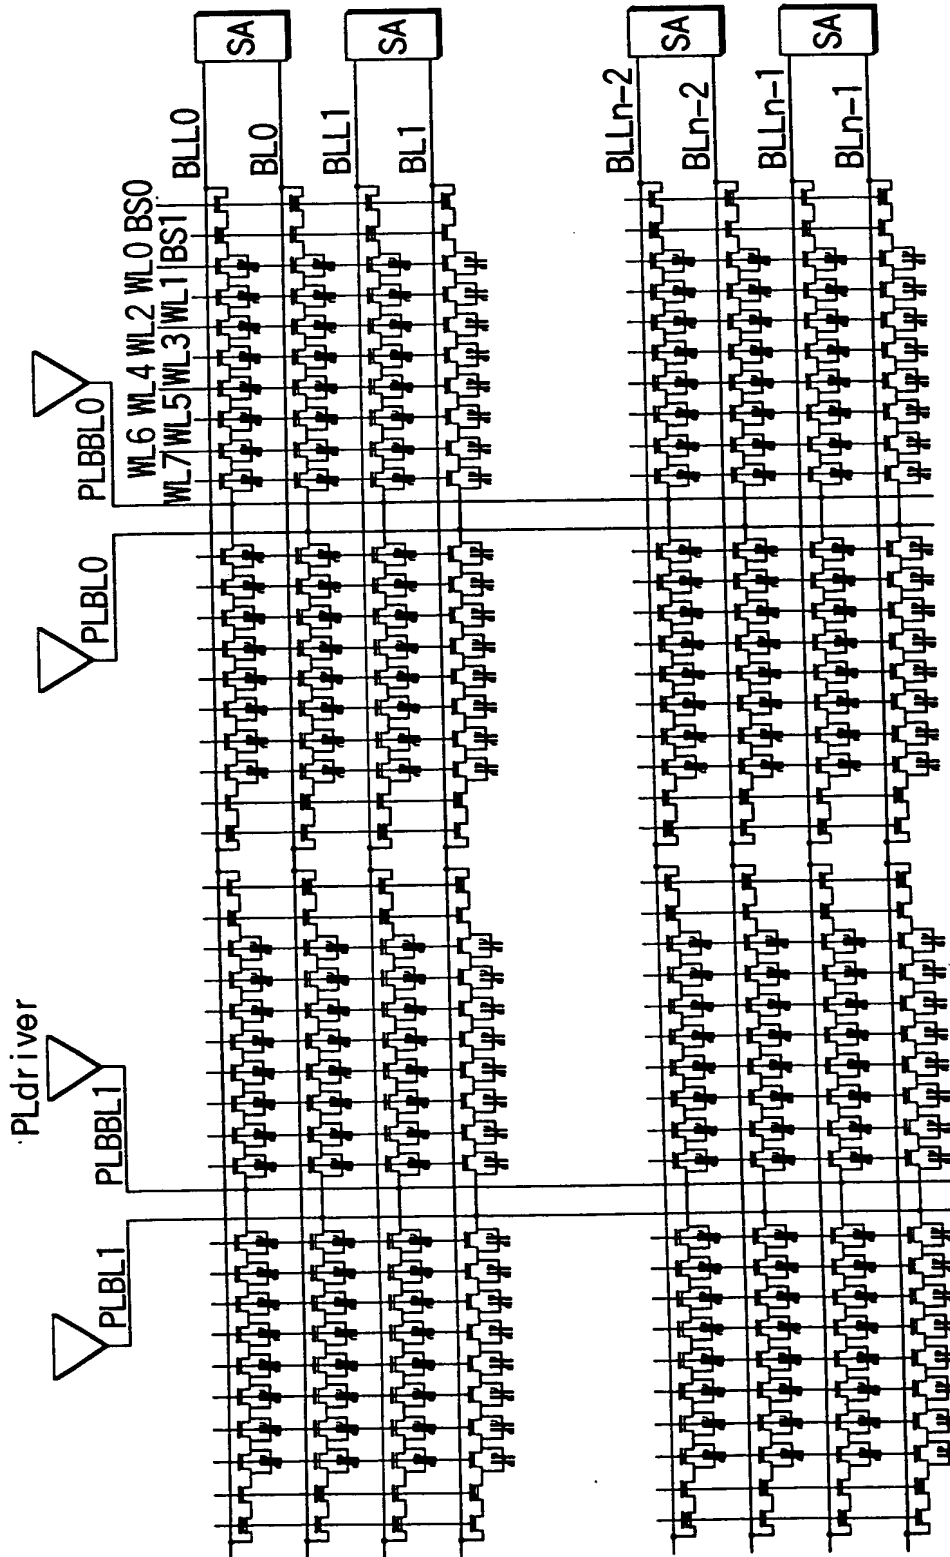 SA
SA
SA
SA
BLL0
BL0
BLL1
BL1
BLLn-2
BLn-2
BLLn-1
BLn-1
WL6 WL4 WL2 WL0 BS0
WL7 WL5 WL3 WL1 BS1
PLBBL0
PLBL0
PLdriver
PLBBL1
PLBL1